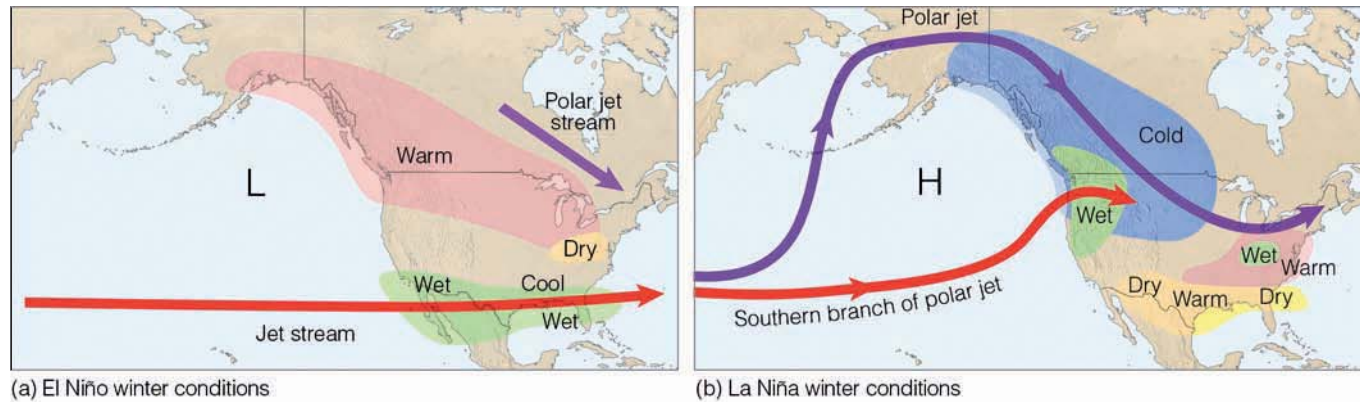 Polar jet
stream
Warm
L
Dry
Wet
Cool
Wet
Jet stream
(a) El Niño winter conditions
Polar jet
Cold
H
Wet
Wet
Warm
Dry
Warm
Dry
Southern branch of polar jet
(b) La Niña winter conditions